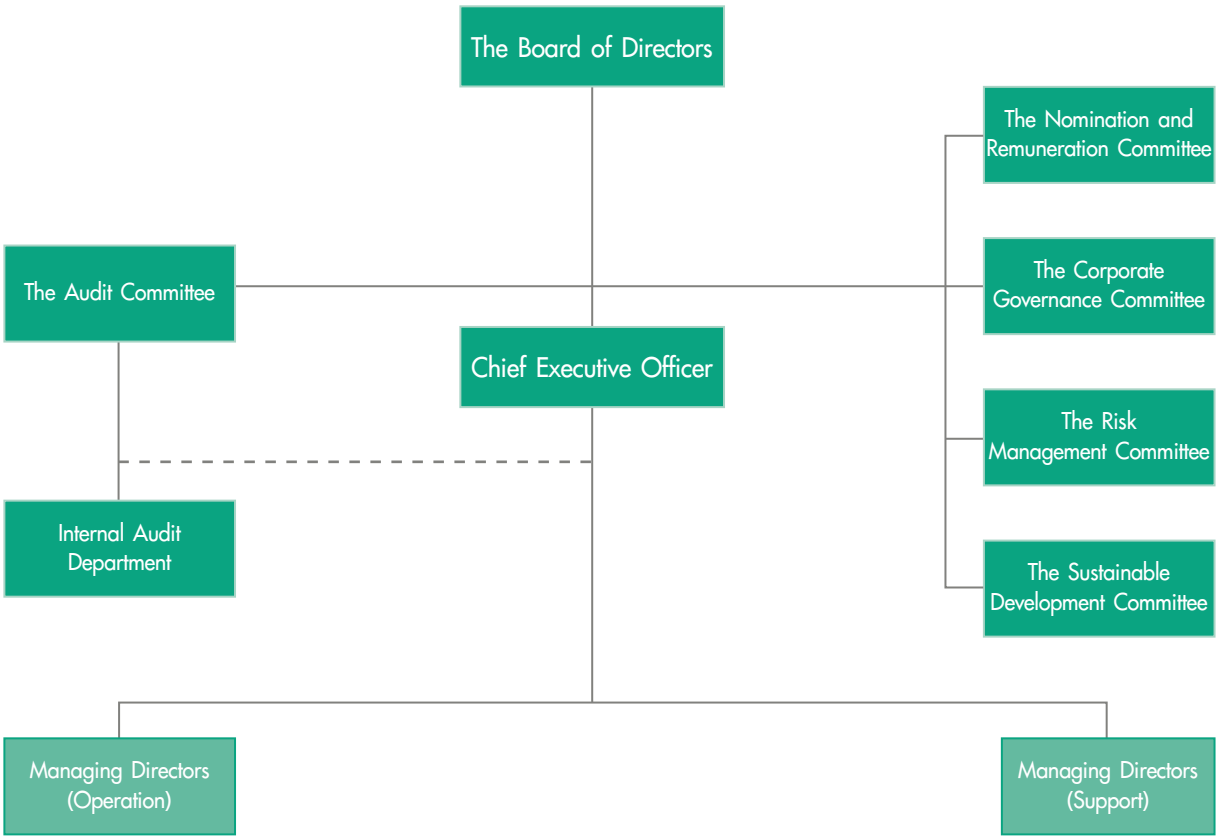 The Board of Directors
The Nomination and
Remuneration Committee
The Audit Committee
The Corporate
Governance Committee
Chief Executive Officer
The Risk
Management Committee
Internal Audit
Department
The Sustainable
Development Committee
Managing Directors
(Operation)
Managing Directors
(Support)